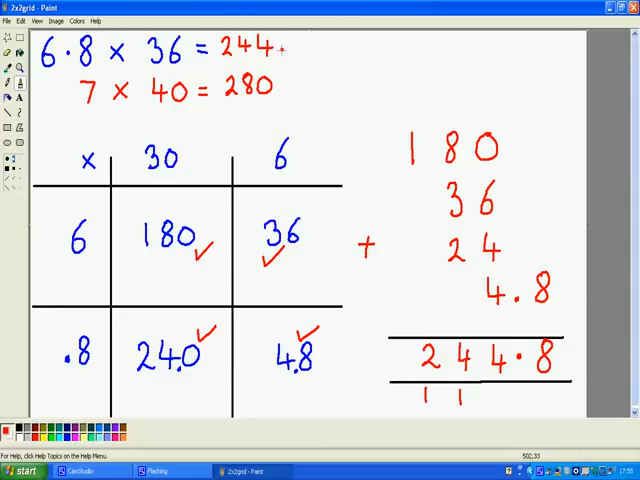 2x2grid - Paint
File Edit View Image Colors Help
6.8 x 36 = 244.
7 x 40 = 280
x 30 6
6 180 36
.8 24.0 4.8
180
36
+ 24
4.8
244.8
1 1
For Help, click Help Topics on the Help Menu.
502,33
start CamStudio Flashing 2x2grid - Paint 17:55